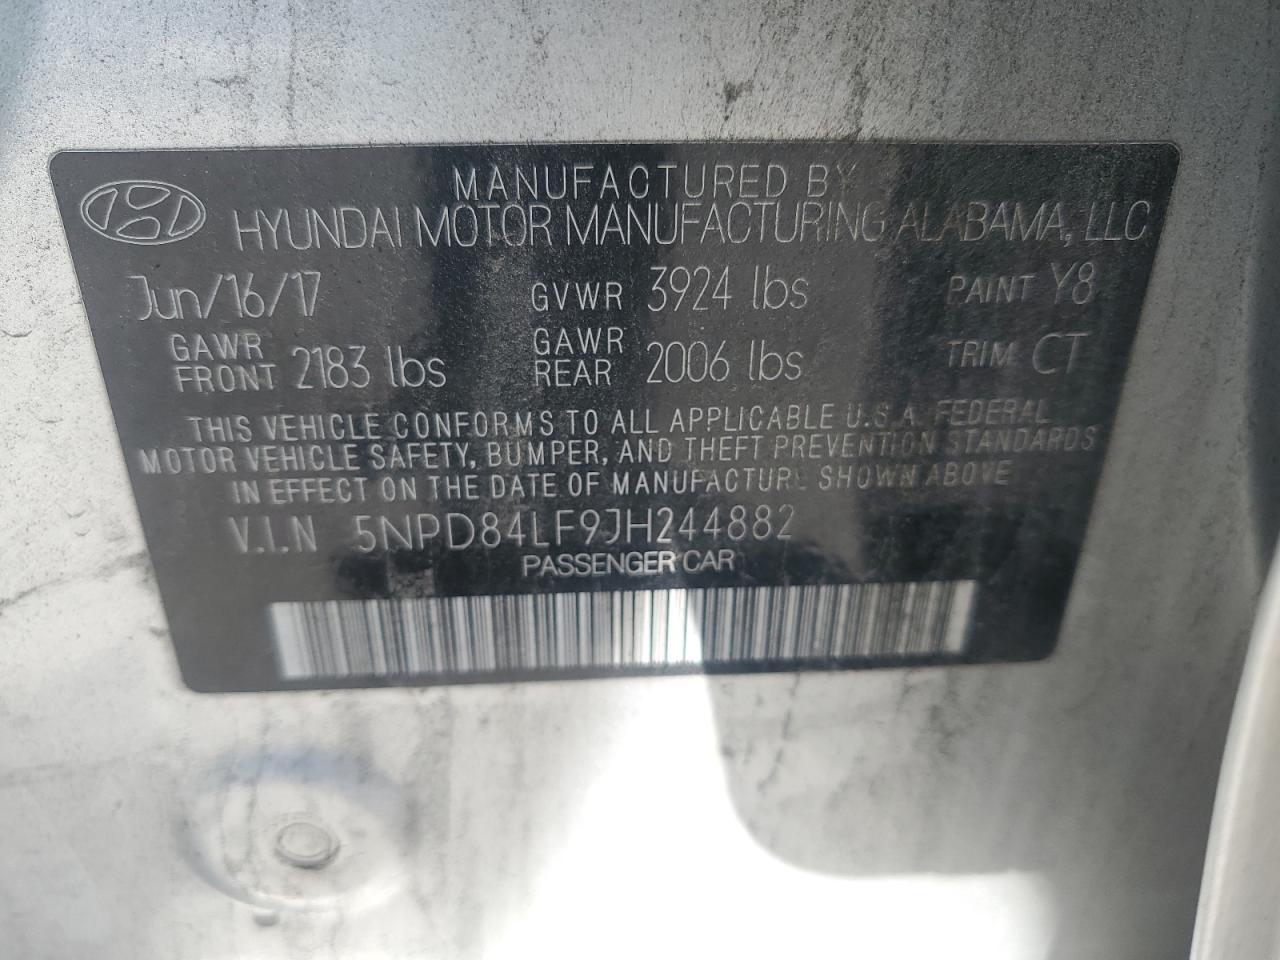 MANUFACTURED BY
HYUNDAI MOTOR MANUFACTURING ALABAMA, LLC
Jun/16/17 GVWR 3924 lbs PAINT Y8
GAWR FRONT 2183 lbs GAWR REAR 2006 lbs TRIM CT
THIS VEHICLE CONFORMS TO ALL APPLICABLE U.S.A. FEDERAL
MOTOR VEHICLE SAFETY, BUMPER, AND THEFT PREVENTION STANDARDS
IN EFFECT ON THE DATE OF MANUFACTURE SHOWN ABOVE
V.I.N 5NPD84LF9JH244882
PASSENGER CAR